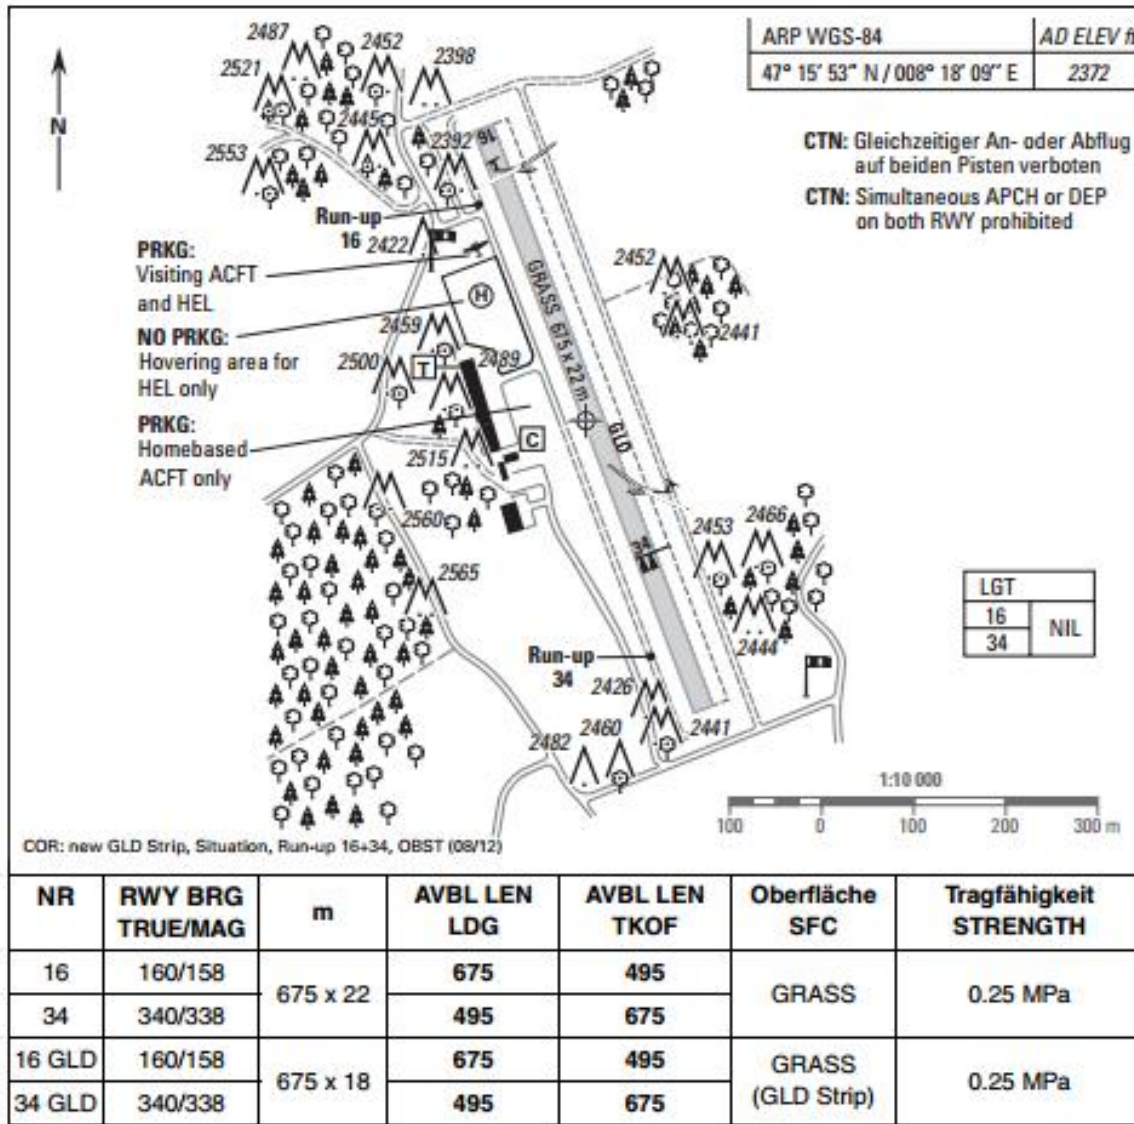 ARP WGS-84
AD ELEV ft
47° 15' 53" N / 008° 18' 09" E
2372
CTN: Gleichzeitiger An- oder Abflug
auf beiden Pisten verboten
CTN: Simultaneous APCH or DEP
on both RWY prohibited
N
2487
2452
2398
2521
2445
2392
2553
16
Run-up
16
2422
PRKG:
Visiting ACFT
and HEL
H
NO PRKG:
Hovering area for
HEL only
PRKG:
Homebased
ACFT only
2459
2500
T
2489
2515
C
2560
2565
GRASS 675 x 22 m
GLD
2452
2441
34
2453
2466
2444
LGT
16
34
NIL
Run-up
34
2426
2441
2460
2482
1:10 000
100 0 100 200 300 m
COR: new GLD Strip, Situation, Run-up 16+34, OBST (08/12)
NR RWY BRG TRUE/MAG m AVBL LEN LDG AVBL LEN TKOF Oberfläche SFC Tragfähigkeit STRENGTH
16 160/158 675 x 22 675 495 GRASS 0.25 MPa
34 340/338 495 675
16 GLD 160/158 675 x 18 675 495 GRASS (GLD Strip) 0.25 MPa
34 GLD 340/338 495 675